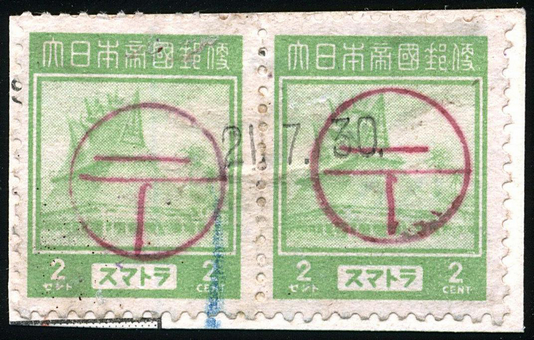 大日本帝國郵便
大日本帝國郵便
21.7.30.
2 スマトラ 2
セント CENT
2 スマトラ 2
セント CENT